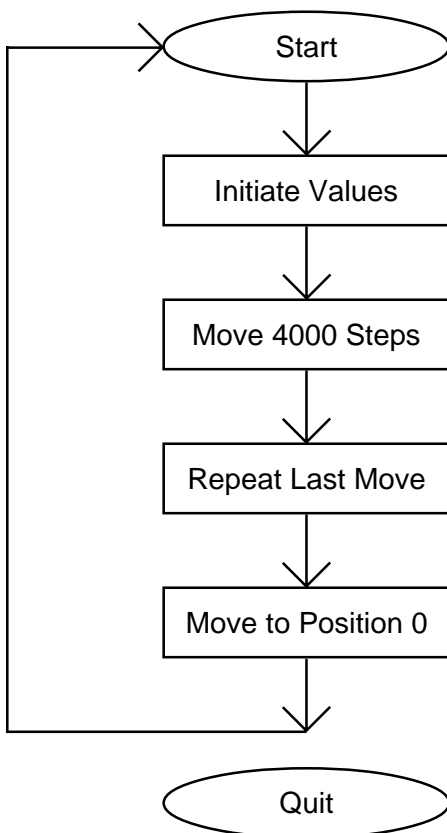 Start
Initiate Values
Move 4000 Steps
Repeat Last Move
Move to Position 0
Quit